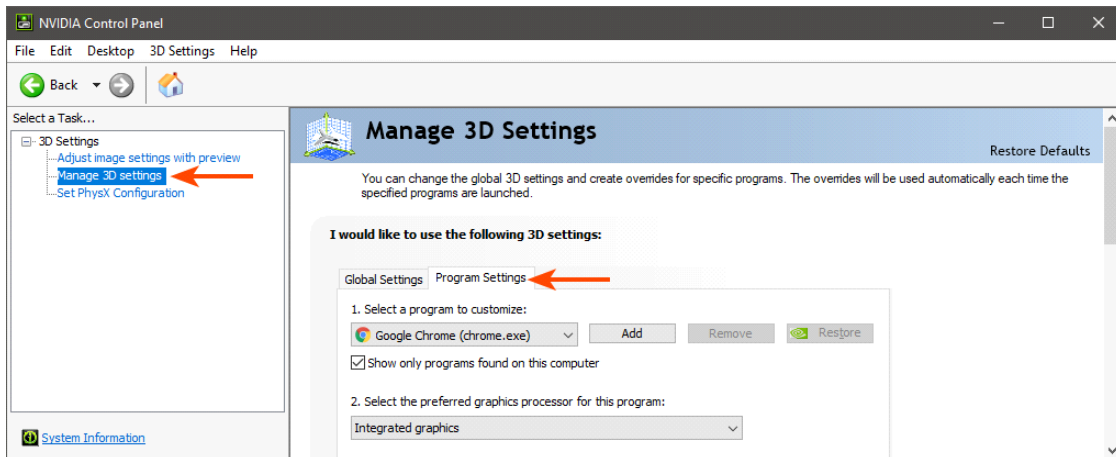 NVIDIA Control Panel
File Edit Desktop 3D Settings Help
Back
Select a Task...
3D Settings
Adjust image settings with preview
Manage 3D settings
Set PhysX Configuration
System Information
Manage 3D Settings
Restore Defaults
You can change the global 3D settings and create overrides for specific programs. The overrides will be used automatically each time the
specified programs are launched.
I would like to use the following 3D settings:
Global Settings Program Settings
1. Select a program to customize:
Google Chrome (chrome.exe) Add Remove Restore
Show only programs found on this computer
2. Select the preferred graphics processor for this program:
Integrated graphics